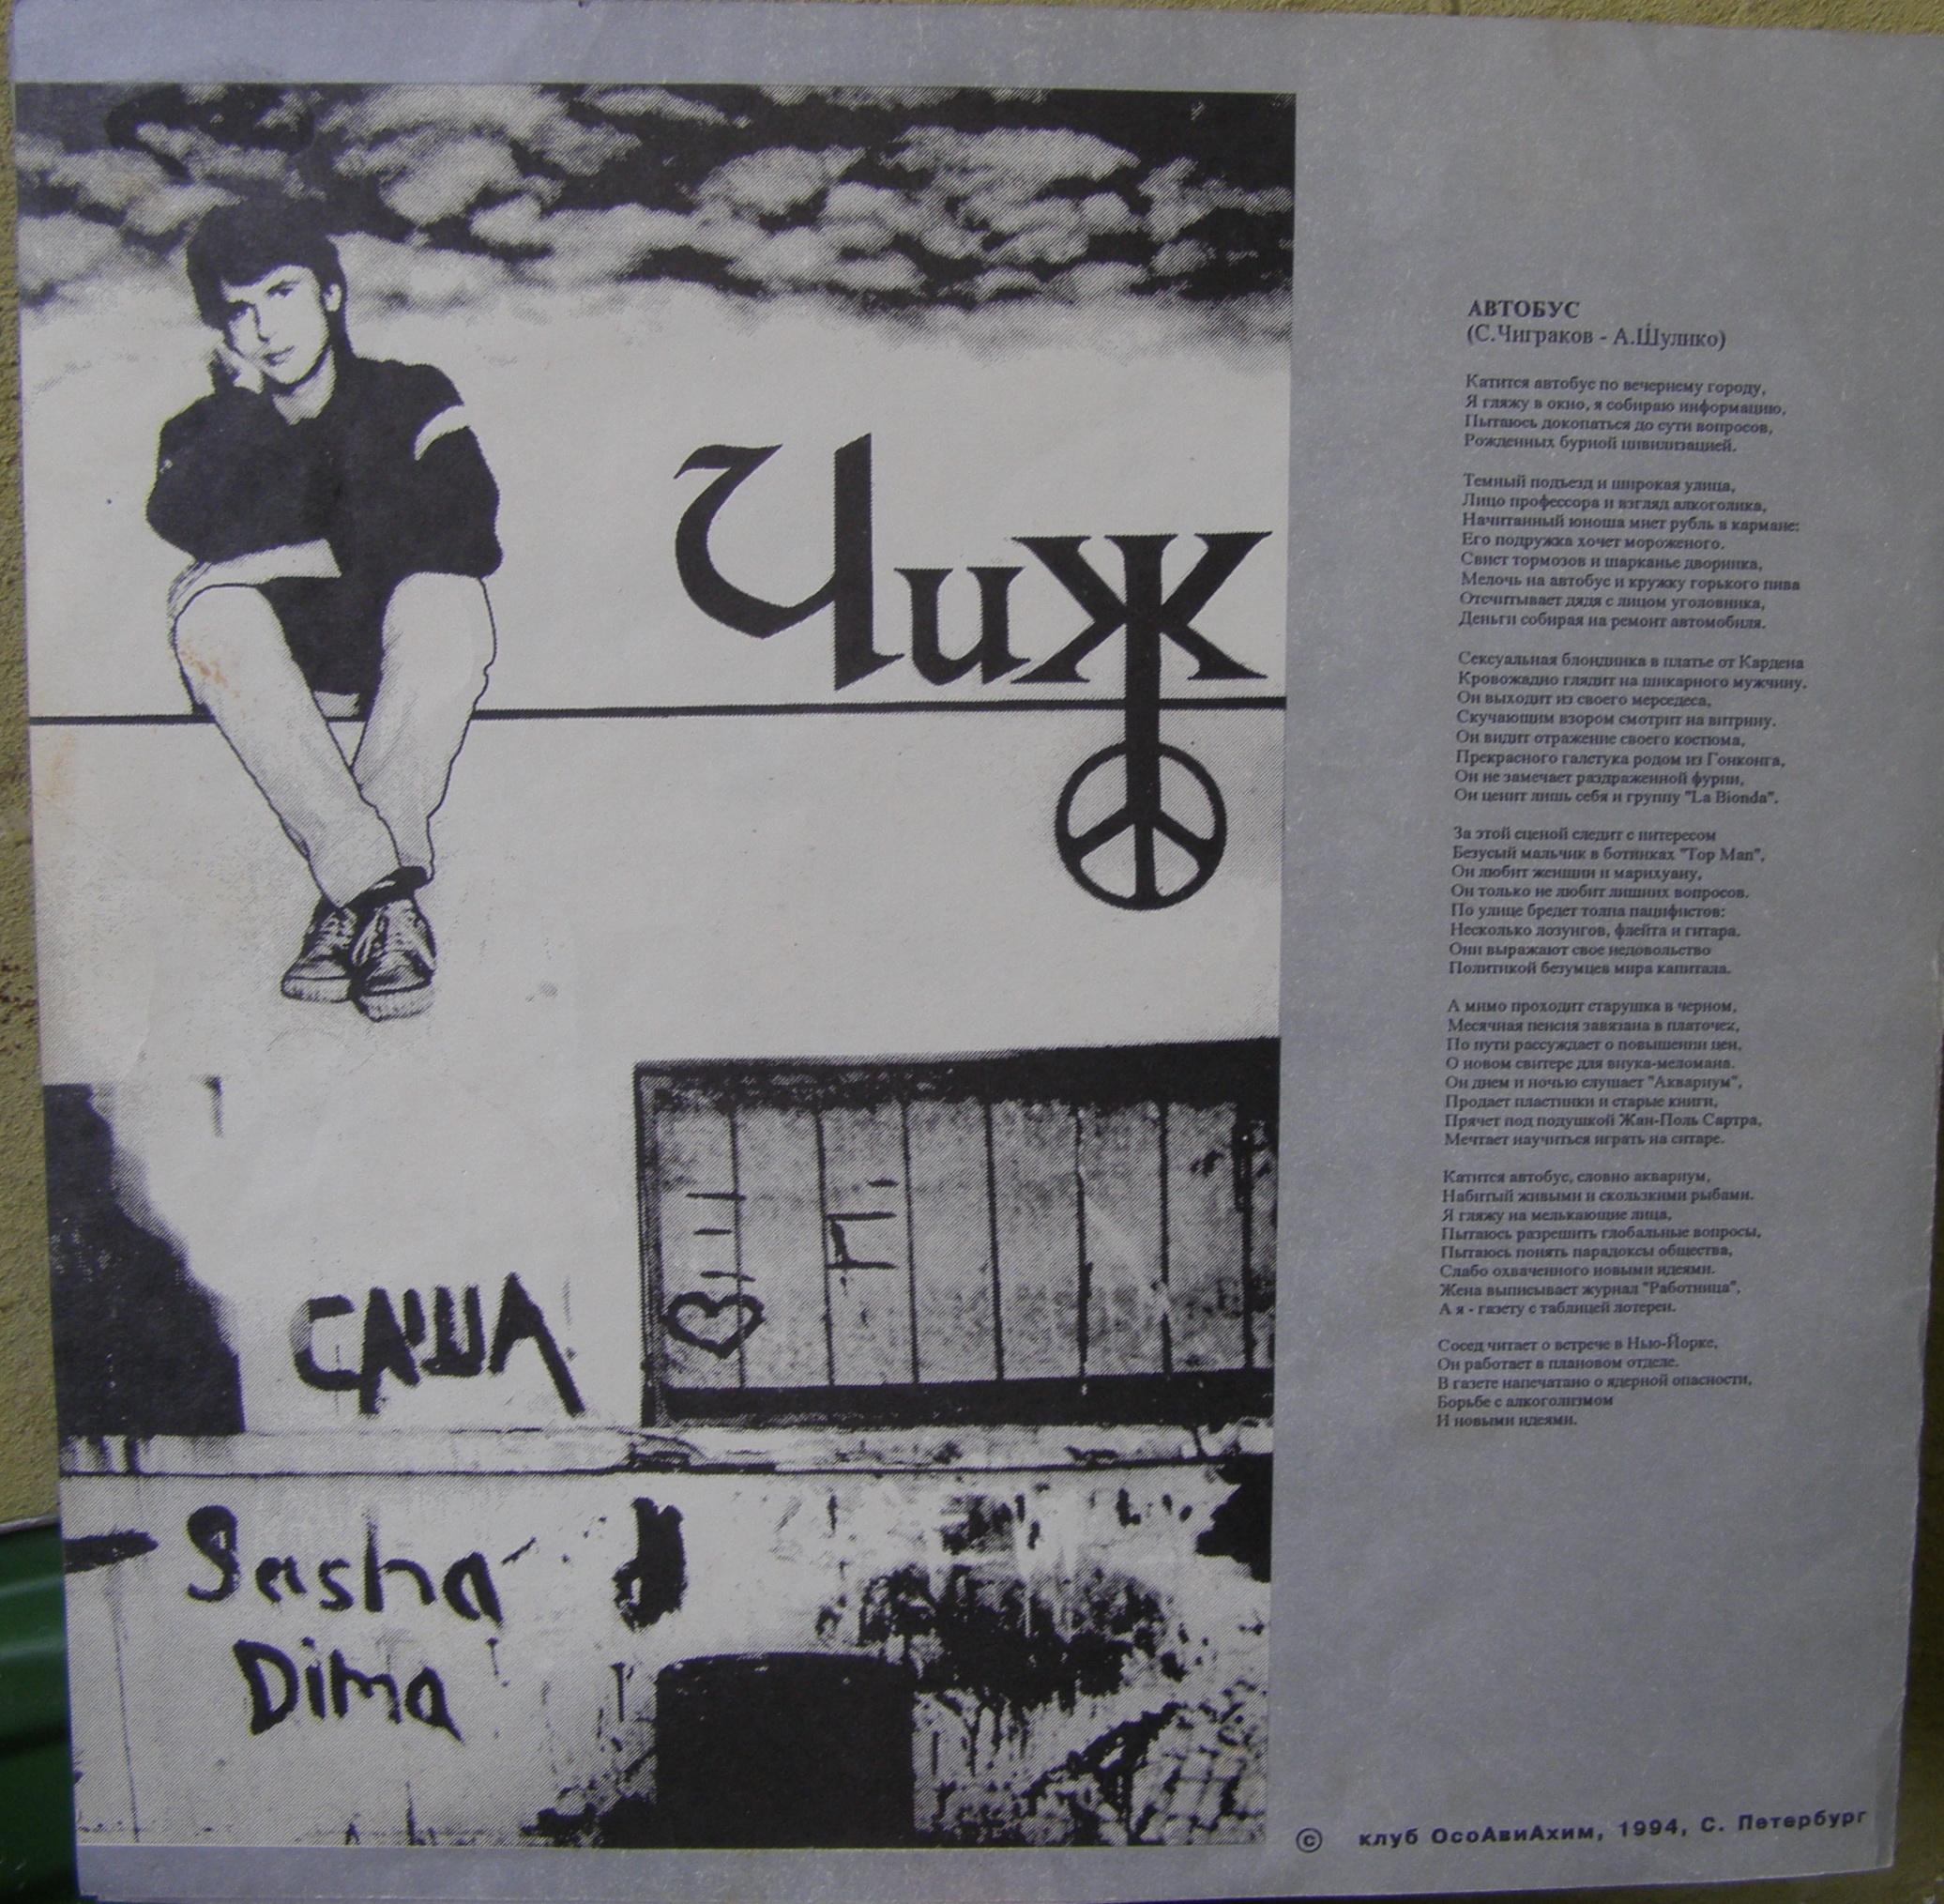 Чиж
САША
Sasha
Dima
АВТОБУС
(С.Чиграков - А.Шулико)
Катится автобус по вечернему городу,
Я гляжу в окно, я собираю информацию,
Пытаюсь докопаться до сути вопросов,
Рожденных бурной цивилизацией.
Темный подъезд и широкая улица,
Лицо профессора и взгляд алкоголика,
Начитанный юноша мнет рубль в кармане:
Его подружка хочет мороженого.
Свист тормозов и шарканье дворника,
Мелочь на автобус и кружку горького пива
Отсчитывает дядя с лицом уголовника,
Деньги собирая на ремонт автомобиля.
Сексуальная блондинка в платье от Кардена
Кровожадно глядит на шикарного мужчину.
Он выходит из своего мерседеса,
Скучающим взором смотрит на витрину.
Он видит отражение своего костюма,
Прекрасного галстука родом из Гонконга,
Он не замечает раздраженной фурии,
Он ценит лишь себя и группу "La Bionda".
За этой сценой следит с интересом
Безусый мальчик в ботинках "Top Man",
Он любит женщин и марихуану,
Он только не любит лишних вопросов.
По улице бредет толпа пацифистов:
Несколько лозунгов, флейта и гитара.
Они выражают свое недовольство
Политикой безумцев мира капитала.
А мимо проходит старушка в черном,
Месячная пенсия завязана в платочек,
По пути рассуждает о повышении цен,
О новом свитере для внука-меломана.
Он днем и ночью слушает "Аквариум",
Продает пластинки и старые книги,
Прячет под подушкой Жан-Поль Сартра,
Мечтает научиться играть на ситаре.
Катится автобус, словно аквариум,
Набитый живыми и скользкими рыбами.
Я гляжу на мелькающие лица,
Пытаюсь разрешить глобальные вопросы,
Пытаюсь понять парадоксы общества,
Слабо охваченного новыми идеями.
Жена выписывает журнал "Работница",
А я - газету с таблицей лотереи.
Сосед читает о встрече в Нью-Йорке,
Он работает в плановом отделе.
В газете напечатано о ядерной опасности,
Борьбе с алкоголизмом
И новыми идеями.
© клуб ОсоАвиАхим, 1994, С. Петербург